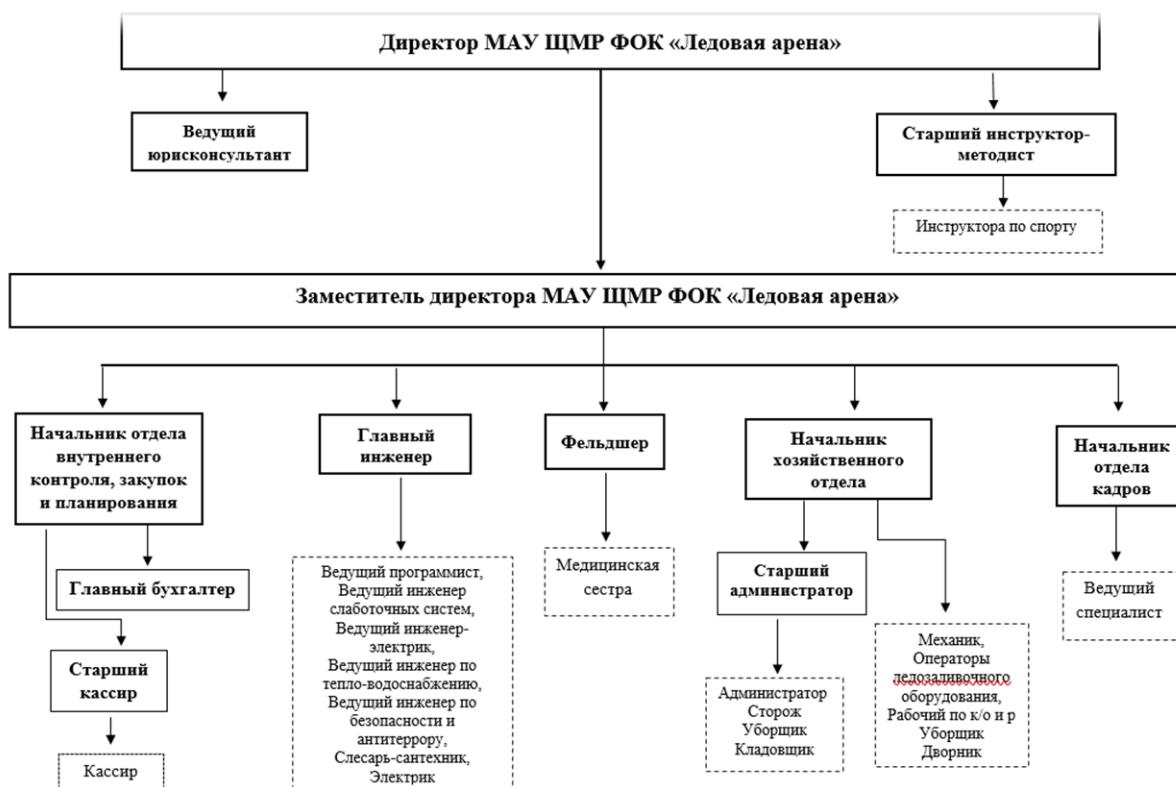 Директор МАУ ЩМР ФОК «Ледовая арена»
Ведущий
юрисконсультант
Старший инструктор-
методист
Инструктора по спорту
Заместитель директора МАУ ЩМР ФОК «Ледовая арена»
Начальник отдела
внутреннего
контроля, закупок
и планирования
Главный
инженер
Фельдшер
Начальник
хозяйственного
отдела
Начальник
отдела
кадров
Главный бухгалтер
Старший
кассир
Кассир
Ведущий программист,
Ведущий инженер
слаботочных систем,
Ведущий инженер-
электрик,
Ведущий инженер по
тепло-водоснабжению,
Ведущий инженер по
безопасности и
антитеррору,
Слесарь-сантехник,
Электрик
Медицинская
сестра
Старший
администратор
Администратор
Сторож
Уборщик
Кладовщик
Механик,
Операторы
ледозаливочного
оборудования,
Рабочий по к/о и р
Уборщик
Дворник
Ведущий
специалист